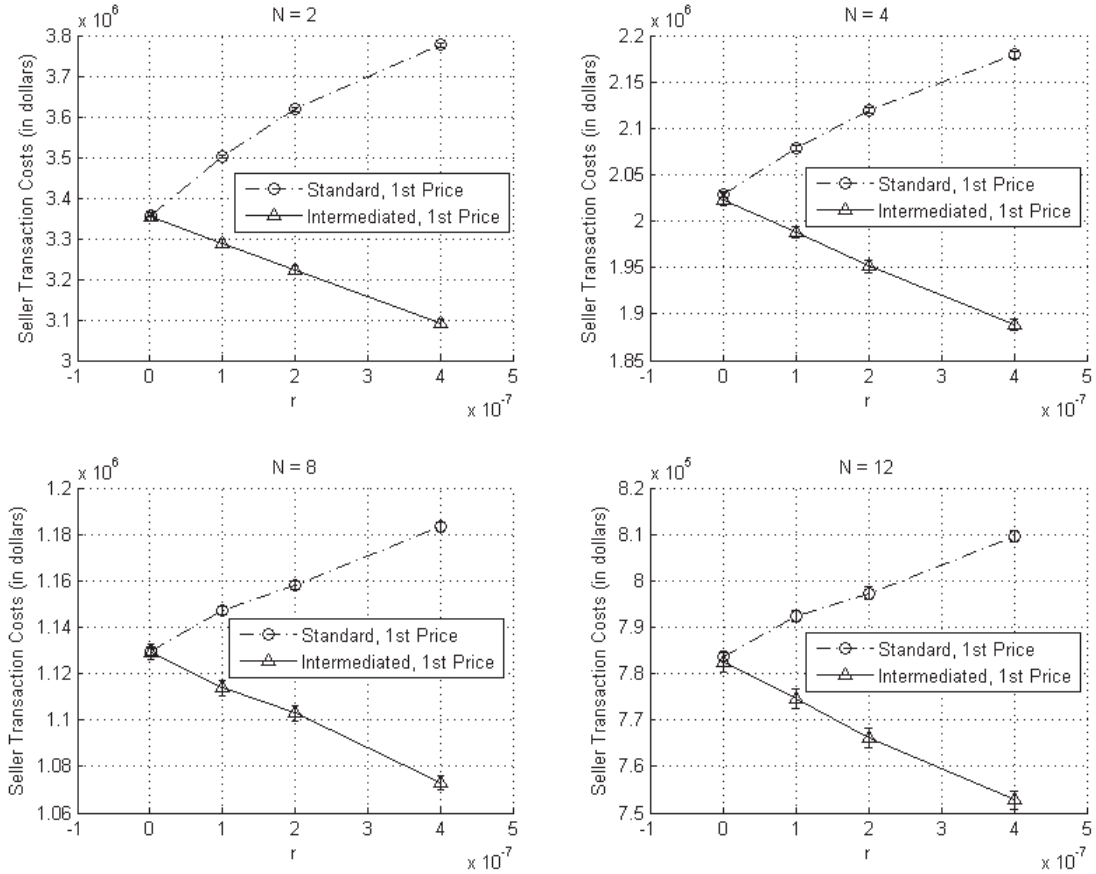 x 10^6
N = 2
Seller Transaction Costs (in dollars)
3.8
3.7
3.6
3.5
3.4
3.3
3.2
3.1
3
-1 0 1 2 3 4 5
r
x 10^-7
Standard, 1st Price
Intermediated, 1st Price
x 10^6
N = 4
Seller Transaction Costs (in dollars)
2.2
2.15
2.1
2.05
2
1.95
1.9
1.85
-1 0 1 2 3 4 5
r
x 10^-7
Standard, 1st Price
Intermediated, 1st Price
x 10^6
N = 8
Seller Transaction Costs (in dollars)
1.2
1.18
1.16
1.14
1.12
1.1
1.08
1.06
-1 0 1 2 3 4 5
r
x 10^-7
Standard, 1st Price
Intermediated, 1st Price
x 10^5
N = 12
Seller Transaction Costs (in dollars)
8.2
8.1
8
7.9
7.8
7.7
7.6
7.5
-1 0 1 2 3 4 5
r
x 10^-7
Standard, 1st Price
Intermediated, 1st Price